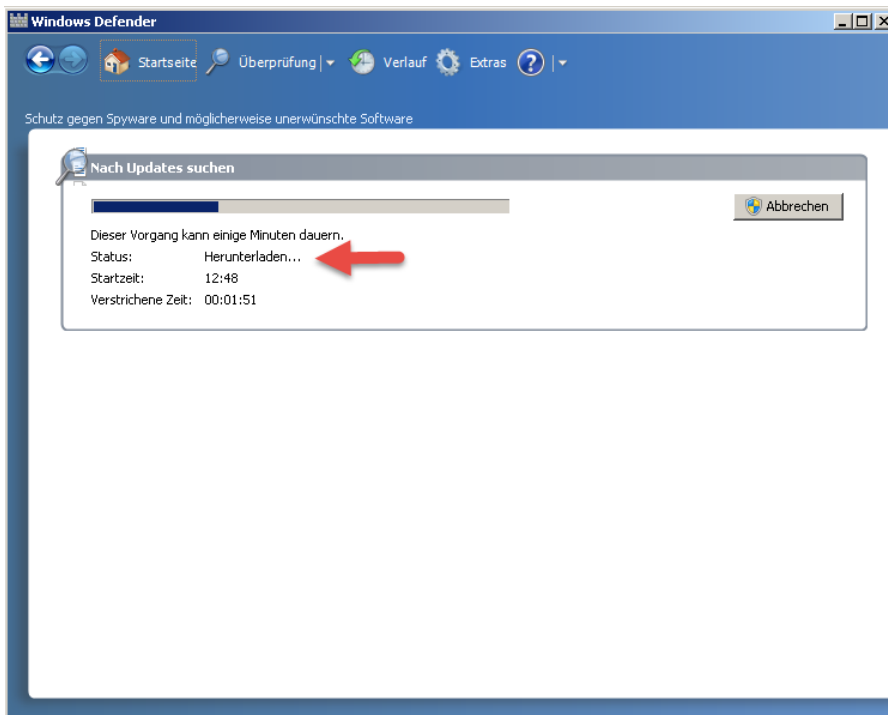 Windows Defender
Startseite Überprüfung Verlauf Extras ?
Schutz gegen Spyware und möglicherweise unerwünschte Software
Nach Updates suchen
Abbrechen
Dieser Vorgang kann einige Minuten dauern.
Status: Herunterladen...
Startzeit: 12:48
Verstrichene Zeit: 00:01:51